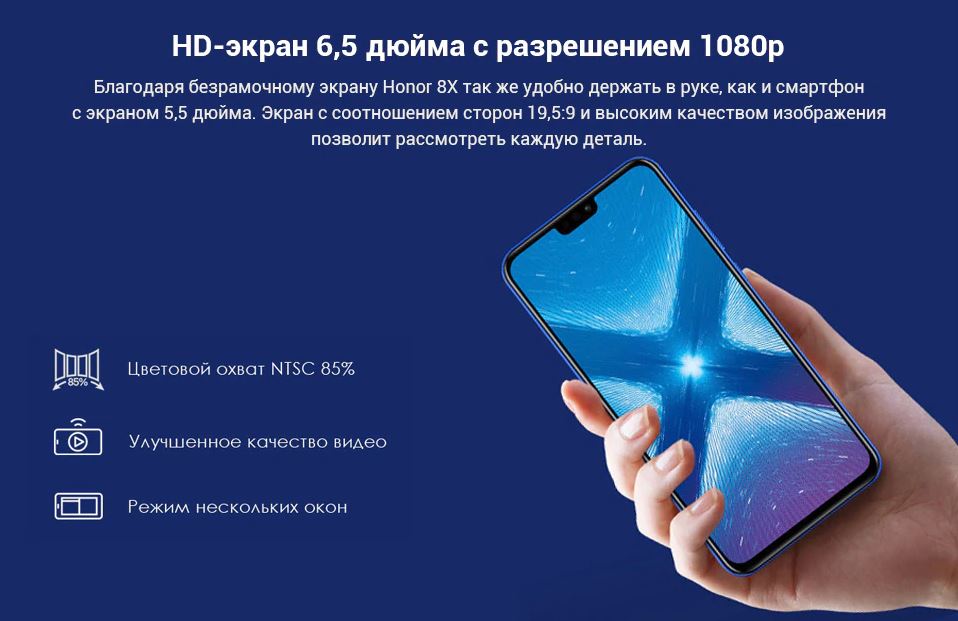 HD-экран 6,5 дюйма с разрешением 1080p
Благодаря безрамочному экрану Honor 8X так же удобно держать в руке, как и смартфон
с экраном 5,5 дюйма. Экран с соотношением сторон 19,5:9 и высоким качеством изображения
позволит рассмотреть каждую деталь.
85%
Цветовой охват NTSC 85%
Улучшенное качество видео
Режим нескольких окон